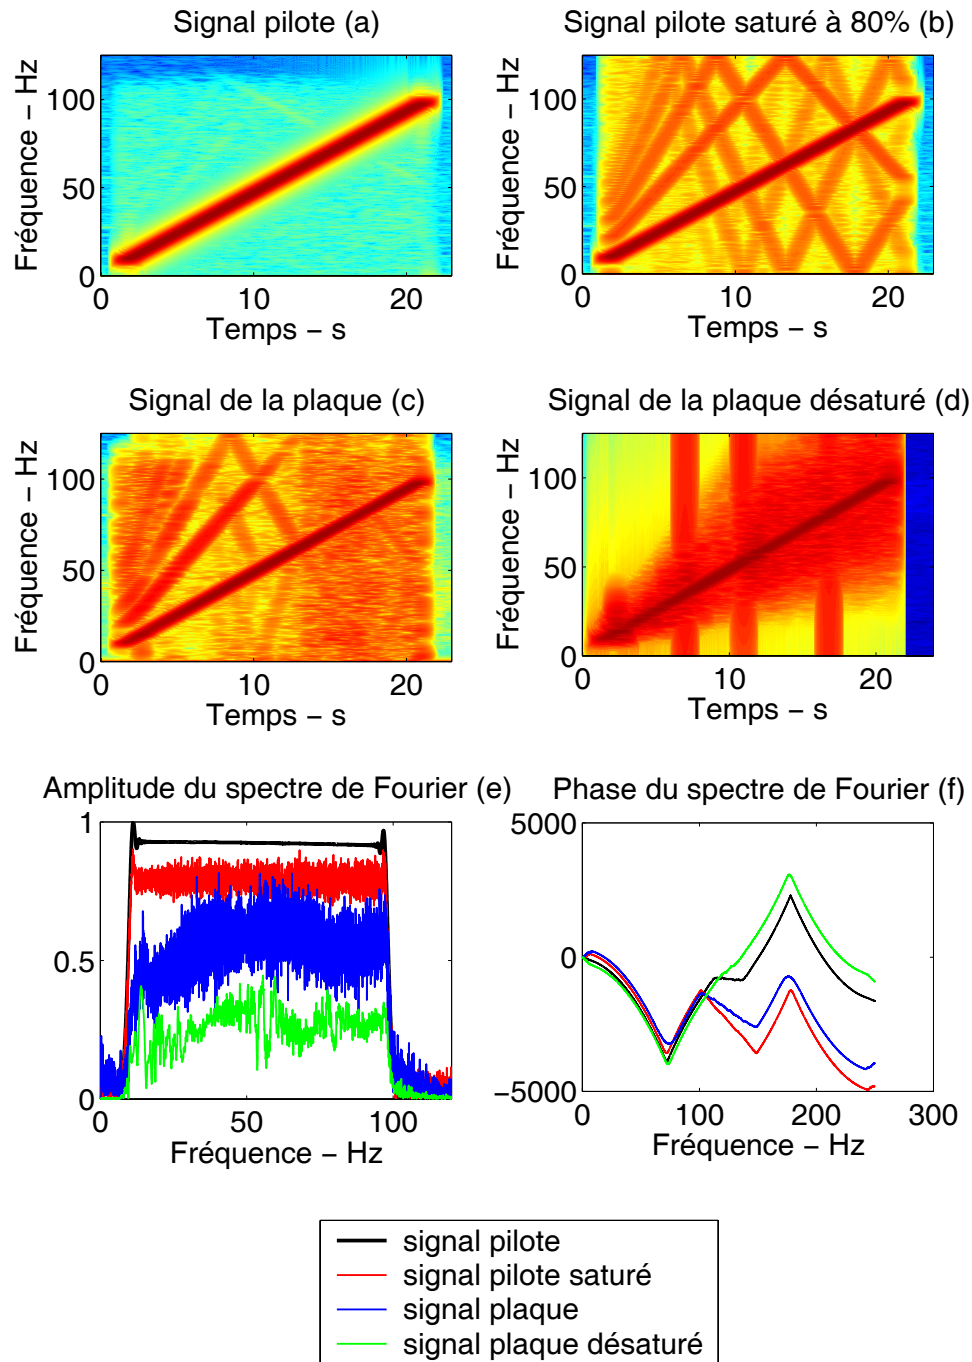 Signal pilote (a)
Signal pilote saturé à 80% (b)
Fréquence – Hz
100
50
0
0 10 20
Temps – s
Fréquence – Hz
100
50
0
0 10 20
Temps – s
Signal de la plaque (c)
Signal de la plaque désaturé (d)
Fréquence – Hz
100
50
0
0 10 20
Temps – s
Fréquence – Hz
100
50
0
0 10 20
Temps – s
Amplitude du spectre de Fourier (e)
Phase du spectre de Fourier (f)
1
0.5
0
0 50 100
Fréquence – Hz
5000
0
−5000
0 100 200 300
Fréquence – Hz
signal pilote
signal pilote saturé
signal plaque
signal plaque désaturé